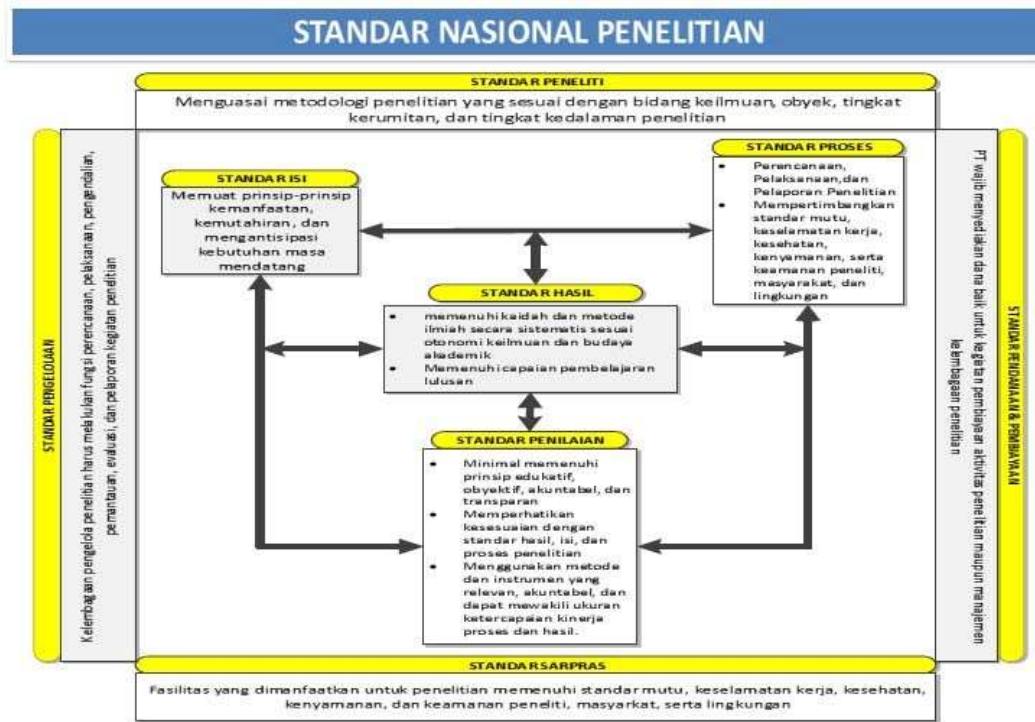 STANDAR NASIONAL PENELITIAN
STANDAR PENELITI
Menguasai metodologi penelitian yang sesuai dengan bidang keilmuan, obyek, tingkat
kerumitan, dan tingkat kedalaman penelitian
STANDAR PENGELOLAAN
Kelembagaan pengelola penelitian harus melakukan fungsi perencanaan, pelaksanaan, pengendalian,
pemantauan, evaluasi, dan pelaporan kegiatan penelitian
STANDAR ISI
Memuat prinsip-prinsip
kemanfaatan,
kemutahiran, dan
mengantisipasi
kebutuhan masa
mendatang
STANDAR PROSES
• Perencanaan,
Pelaksanaan,dan
Pelaporan Penelitian
• Mempertimbangkan
standar mutu,
keselamatan kerja,
kesehatan,
kenyamanan, serta
keamanan peneliti,
masyarakat, dan
lingkungan
STANDAR HASIL
• memenuhi kaidah dan metode
ilmiah secara sistematis sesuai
otonomi keilmuan dan budaya
akademik
• Memenuhi capaian pembelajaran
lulusan
STANDAR PENILAIAN
• Minimal memenuhi
prinsip edukatif,
obyektif, akuntabel, dan
transparan
• Memperhatikan
kesesuaian dengan
standar hasil, isi, dan
proses penelitian
• Menggunakan metode
dan instrumen yang
relevan, akuntabel, dan
dapat mewakili ukuran
ketercapaian kinerja
proses dan hasil.
PT wajib menyediakan dana baik untuk kegiatan pembiayaan aktivitas penelitian maupun manajemen
kelembagaan penelitian
STANDAR PENDANAAN & PEMBIAYAAN
STANDAR SARPRAS
Fasilitas yang dimanfaatkan untuk penelitian memenuhi standar mutu, keselamatan kerja, kesehatan,
kenyamanan, dan keamanan peneliti, masyarkat, serta lingkungan